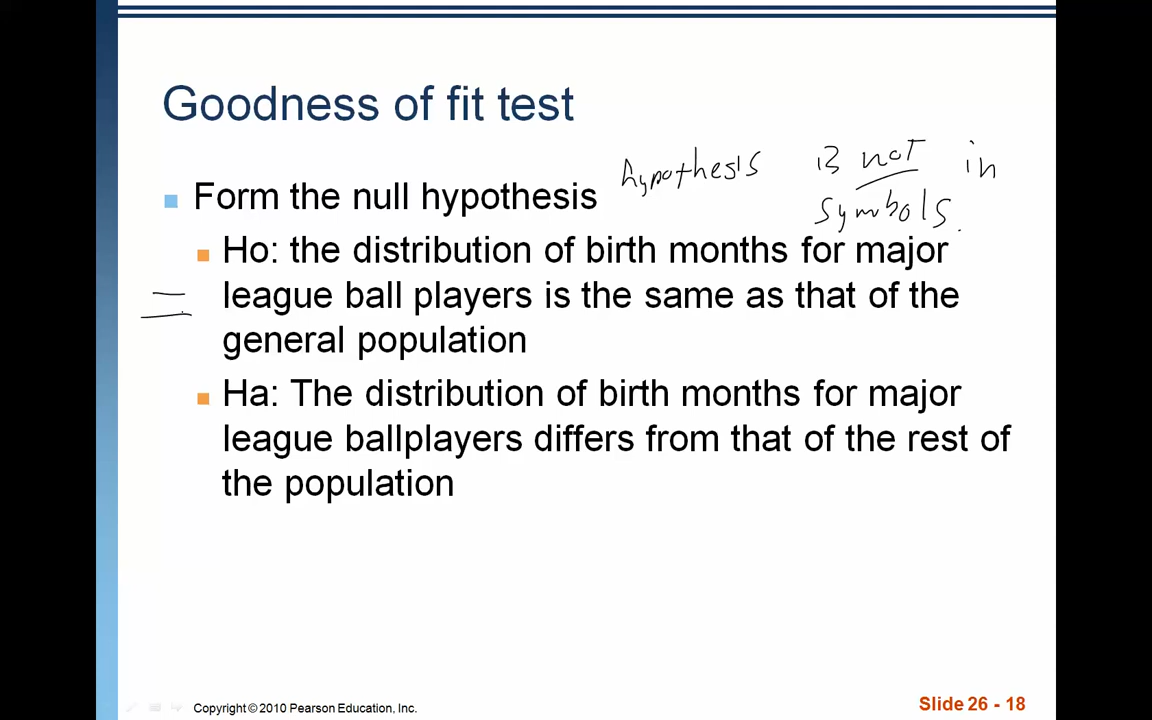 Goodness of fit test
hypothesis is not in
symbols.
Form the null hypothesis
Ho: the distribution of birth months for major
league ball players is the same as that of the
general population
=
Ha: The distribution of birth months for major
league ballplayers differs from that of the rest of
the population
Copyright © 2010 Pearson Education, Inc.
Slide 26 - 18